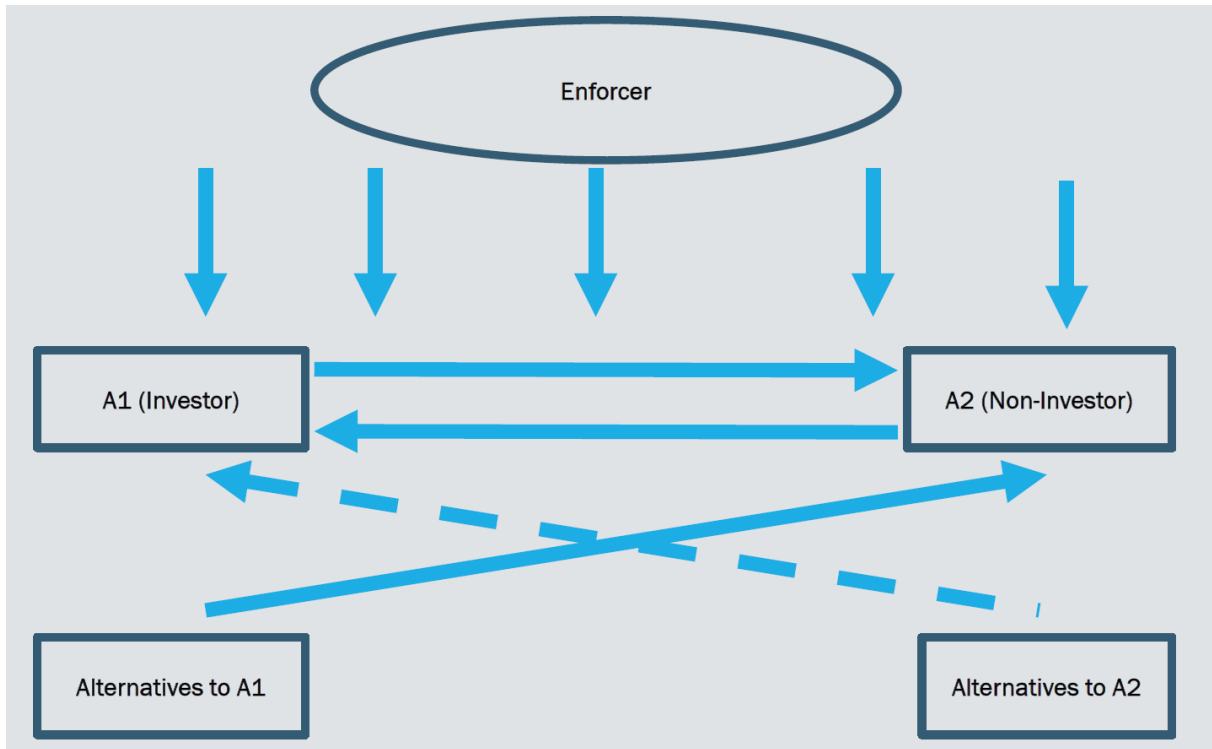 Enforcer
A1 (Investor)
A2 (Non-Investor)
Alternatives to A1
Alternatives to A2